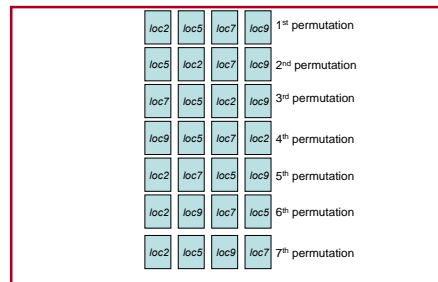 loc2 loc5 loc7 loc9 1st permutation
loc5 loc2 loc7 loc9 2nd permutation
loc7 loc5 loc2 loc9 3rd permutation
loc9 loc5 loc7 loc2 4th permutation
loc2 loc7 loc5 loc9 5th permutation
loc2 loc9 loc7 loc5 6th permutation
loc2 loc5 loc9 loc7 7th permutation